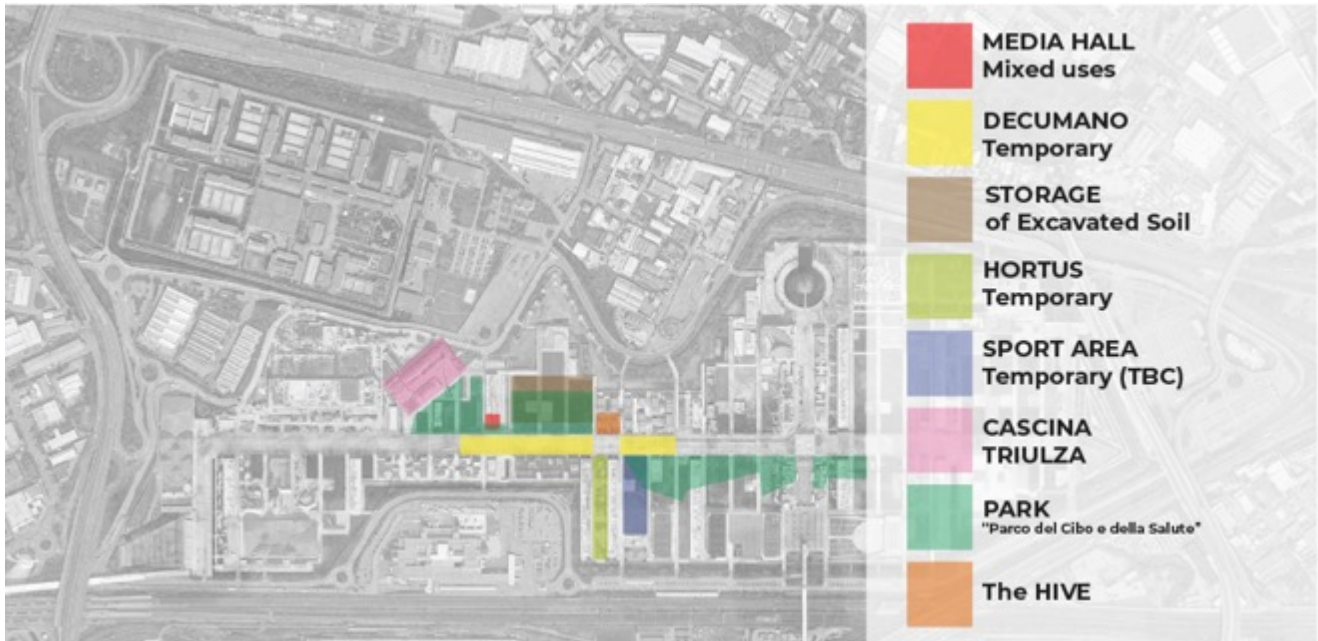 MEDIA HALL
Mixed uses
DECUMANO
Temporary
STORAGE
of Excavated Soil
HORTUS
Temporary
SPORT AREA
Temporary (TBC)
CASCINA
TRIULZA
PARK
"Parco del Cibo e della Salute"
The HIVE